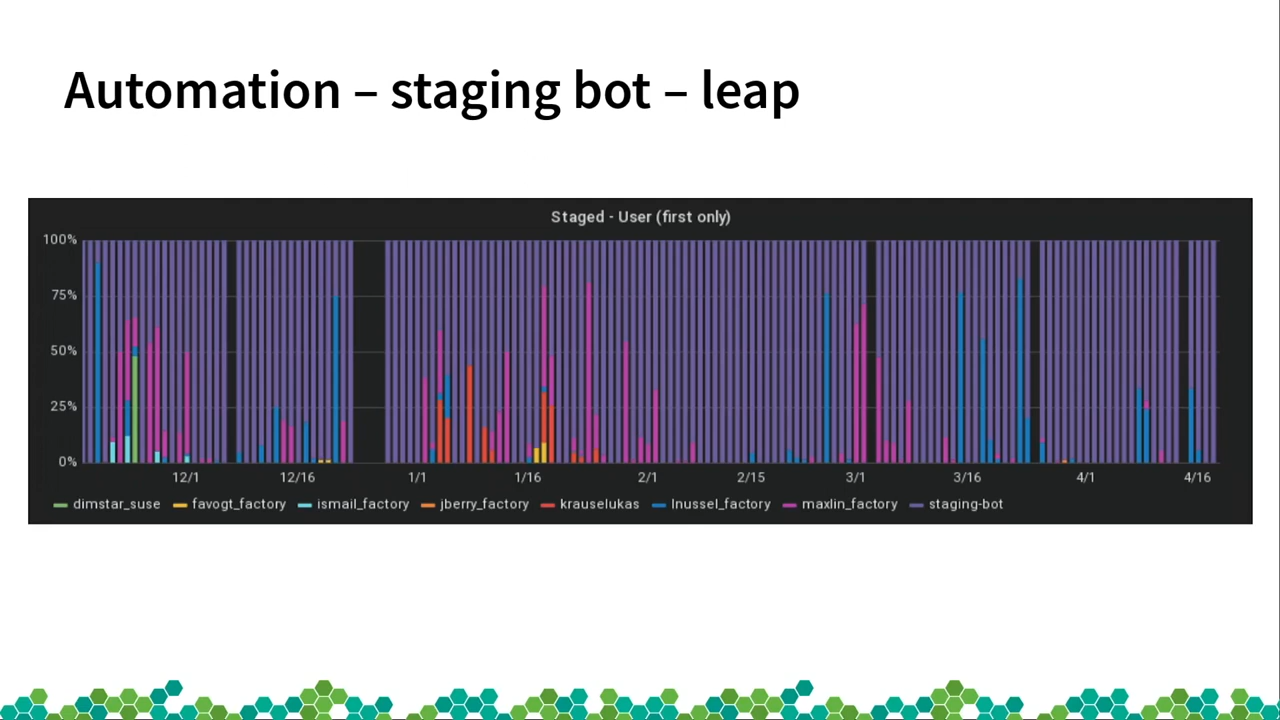 Automation – staging bot – leap
Staged - User (first only)
100%
75%
50%
25%
0%
12/1 12/16 1/1 1/16 2/1 2/15 3/1 3/16 4/1 4/16
dimstar_suse favogt_factory ismail_factory jberry_factory krauselukas lnussel_factory maxlin_factory staging-bot